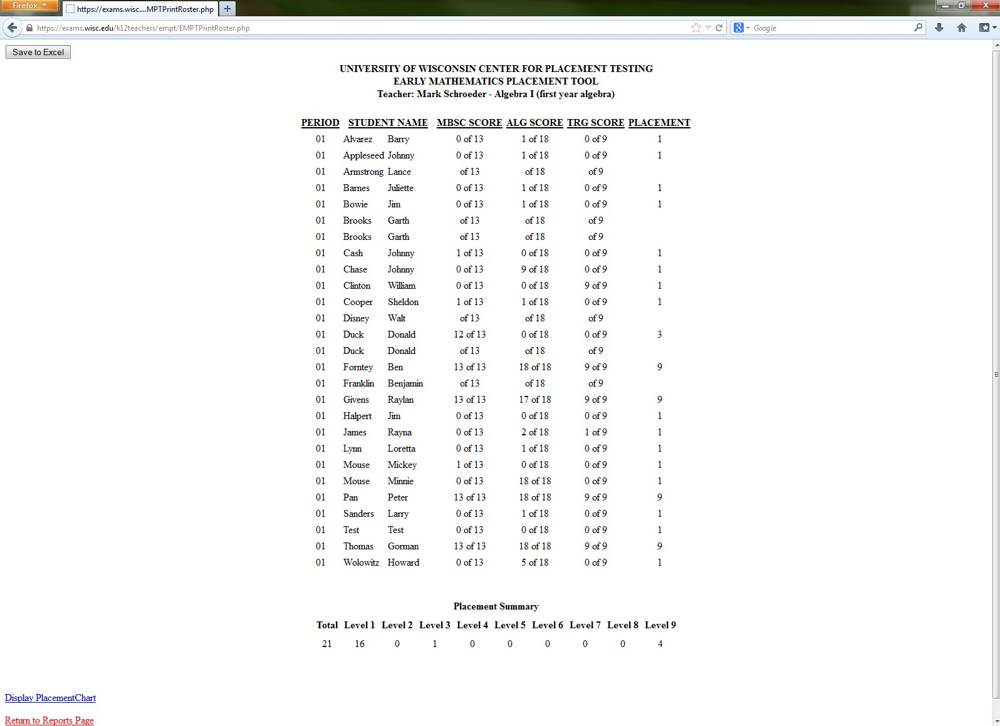 Firefox
https://exams.wisc....MPTPrintRoster.php
https://exams.wisc.edu/k12teachers/empt/EMPTPrintRoster.php
8 Google
Save to Excel
UNIVERSITY OF WISCONSIN CENTER FOR PLACEMENT TESTING
EARLY MATHEMATICS PLACEMENT TOOL
Teacher: Mark Schroeder - Algebra I (first year algebra)
PERIOD STUDENT NAME MBSC SCORE ALG SCORE TRG SCORE PLACEMENT
01 Alvarez Barry 0 of 13 1 of 18 0 of 9 1
01 Appleseed Johnny 0 of 13 1 of 18 0 of 9 1
01 Armstrong Lance of 13 of 18 of 9
01 Barnes Juliette 0 of 13 1 of 18 0 of 9 1
01 Bowie Jim 0 of 13 1 of 18 0 of 9 1
01 Brooks Garth of 13 of 18 of 9
01 Brooks Garth of 13 of 18 of 9
01 Cash Johnny 1 of 13 0 of 18 0 of 9 1
01 Chase Johnny 0 of 13 9 of 18 0 of 9 1
01 Clinton William 0 of 13 0 of 18 9 of 9 1
01 Cooper Sheldon 1 of 13 1 of 18 0 of 9 1
01 Disney Walt of 13 of 18 of 9
01 Duck Donald 12 of 13 0 of 18 0 of 9 3
01 Duck Donald of 13 of 18 of 9
01 Forntey Ben 13 of 13 18 of 18 9 of 9 9
01 Franklin Benjamin of 13 of 18 of 9
01 Givens Raylan 13 of 13 17 of 18 9 of 9 9
01 Halpert Jim 0 of 13 0 of 18 0 of 9 1
01 James Rayna 0 of 13 2 of 18 1 of 9 1
01 Lynn Loretta 0 of 13 1 of 18 0 of 9 1
01 Mouse Mickey 1 of 13 0 of 18 0 of 9 1
01 Mouse Minnie 0 of 13 18 of 18 0 of 9 1
01 Pan Peter 13 of 13 18 of 18 9 of 9 9
01 Sanders Larry 0 of 13 1 of 18 0 of 9 1
01 Test Test 0 of 13 0 of 18 0 of 9 1
01 Thomas Gorman 13 of 13 18 of 18 9 of 9 9
01 Wolowitz Howard 0 of 13 5 of 18 0 of 9 1
Placement Summary
Total Level 1 Level 2 Level 3 Level 4 Level 5 Level 6 Level 7 Level 8 Level 9
21 16 0 1 0 0 0 0 0 4
Display PlacementChart
Return to Reports Page